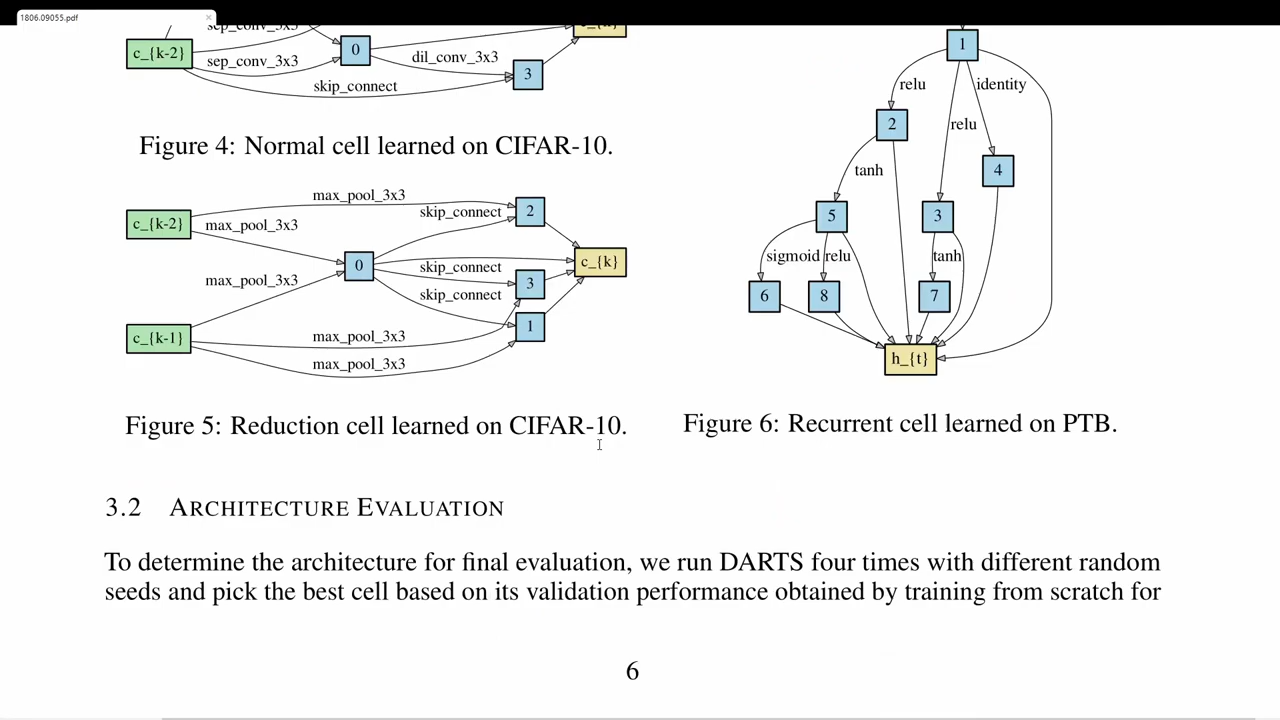 1806.09055.pdf
sep_conv_3x3
c_{k-2}
0
sep_conv_3x3
dil_conv_3x3
3
skip_connect
Figure 4: Normal cell learned on CIFAR-10.
max_pool_3x3
skip_connect
2
c_{k-2}
max_pool_3x3
0
skip_connect
c_{k}
max_pool_3x3
3
skip_connect
1
c_{k-1}
max_pool_3x3
max_pool_3x3
Figure 5: Reduction cell learned on CIFAR-10.
1
relu
identity
2
relu
tanh
4
5
3
sigmoid
relu
tanh
6
8
7
h_{t}
Figure 6: Recurrent cell learned on PTB.
3.2 ARCHITECTURE EVALUATION
To determine the architecture for final evaluation, we run DARTS four times with different random
seeds and pick the best cell based on its validation performance obtained by training from scratch for
6